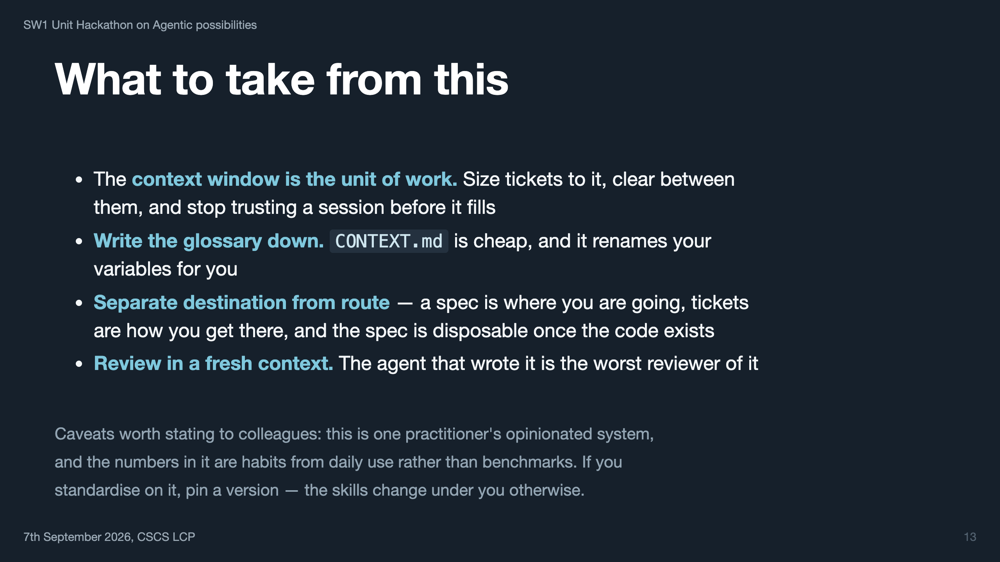 SW1 Unit Hackathon on Agentic possibilities
What to take from this
• The context window is the unit of work. Size tickets to it, clear between
them, and stop trusting a session before it fills
• Write the glossary down. CONTEXT.md is cheap, and it renames your
variables for you
• Separate destination from route — a spec is where you are going, tickets
are how you get there, and the spec is disposable once the code exists
• Review in a fresh context. The agent that wrote it is the worst reviewer of it
Caveats worth stating to colleagues: this is one practitioner's opinionated system,
and the numbers in it are habits from daily use rather than benchmarks. If you
standardise on it, pin a version — the skills change under you otherwise.
7th September 2026, CSCS LCP
13